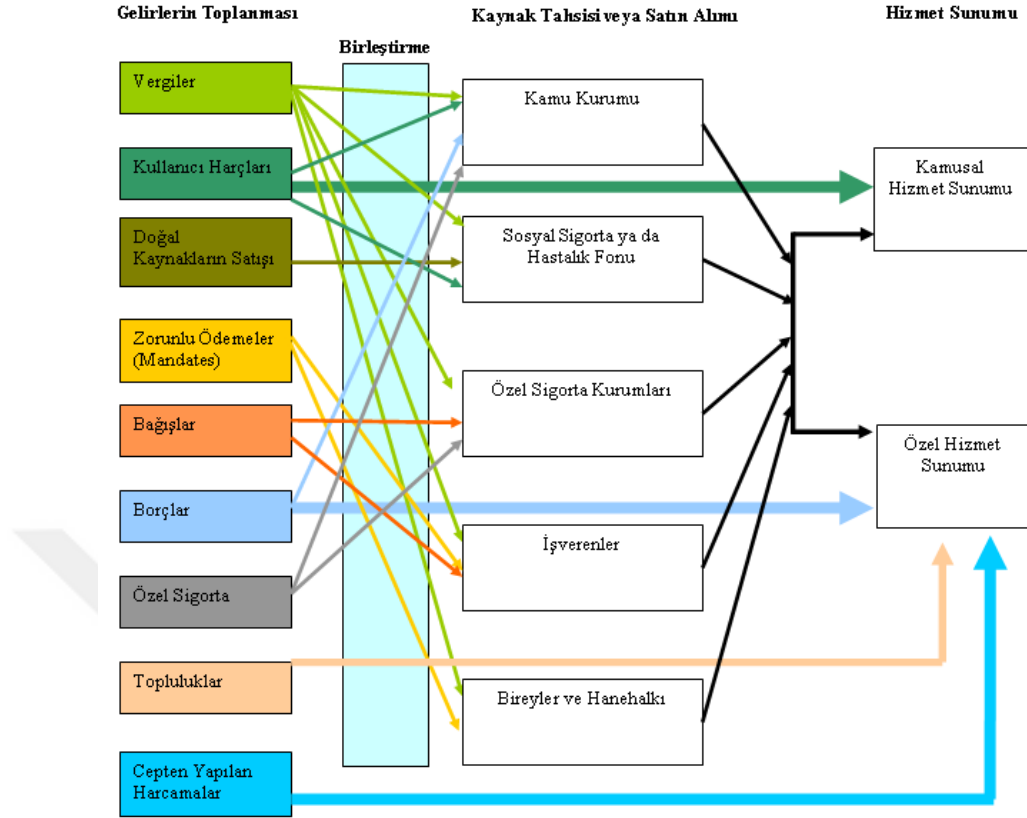 Gelirlerin Toplanması
Kaynak Tahsisi veya Satın Alımı
Hizmet Sunumu
Birleştirme
Vergiler
Kullanıcı Harçları
Doğal
Kaynakların Satışı
Zorunlu Ödemeler
(Mandates)
Bağışlar
Borçlar
Özel Sigorta
Topluluklar
Cepten Yapılan
Harcamalar
Kamu Kurumu
Sosyal Sigorta ya da
Hastalık Fonu
Özel Sigorta Kurumları
İşverenler
Bireyler ve Hanehalkı
Kamusal
Hizmet Sunumu
Özel Hizmet
Sunumu